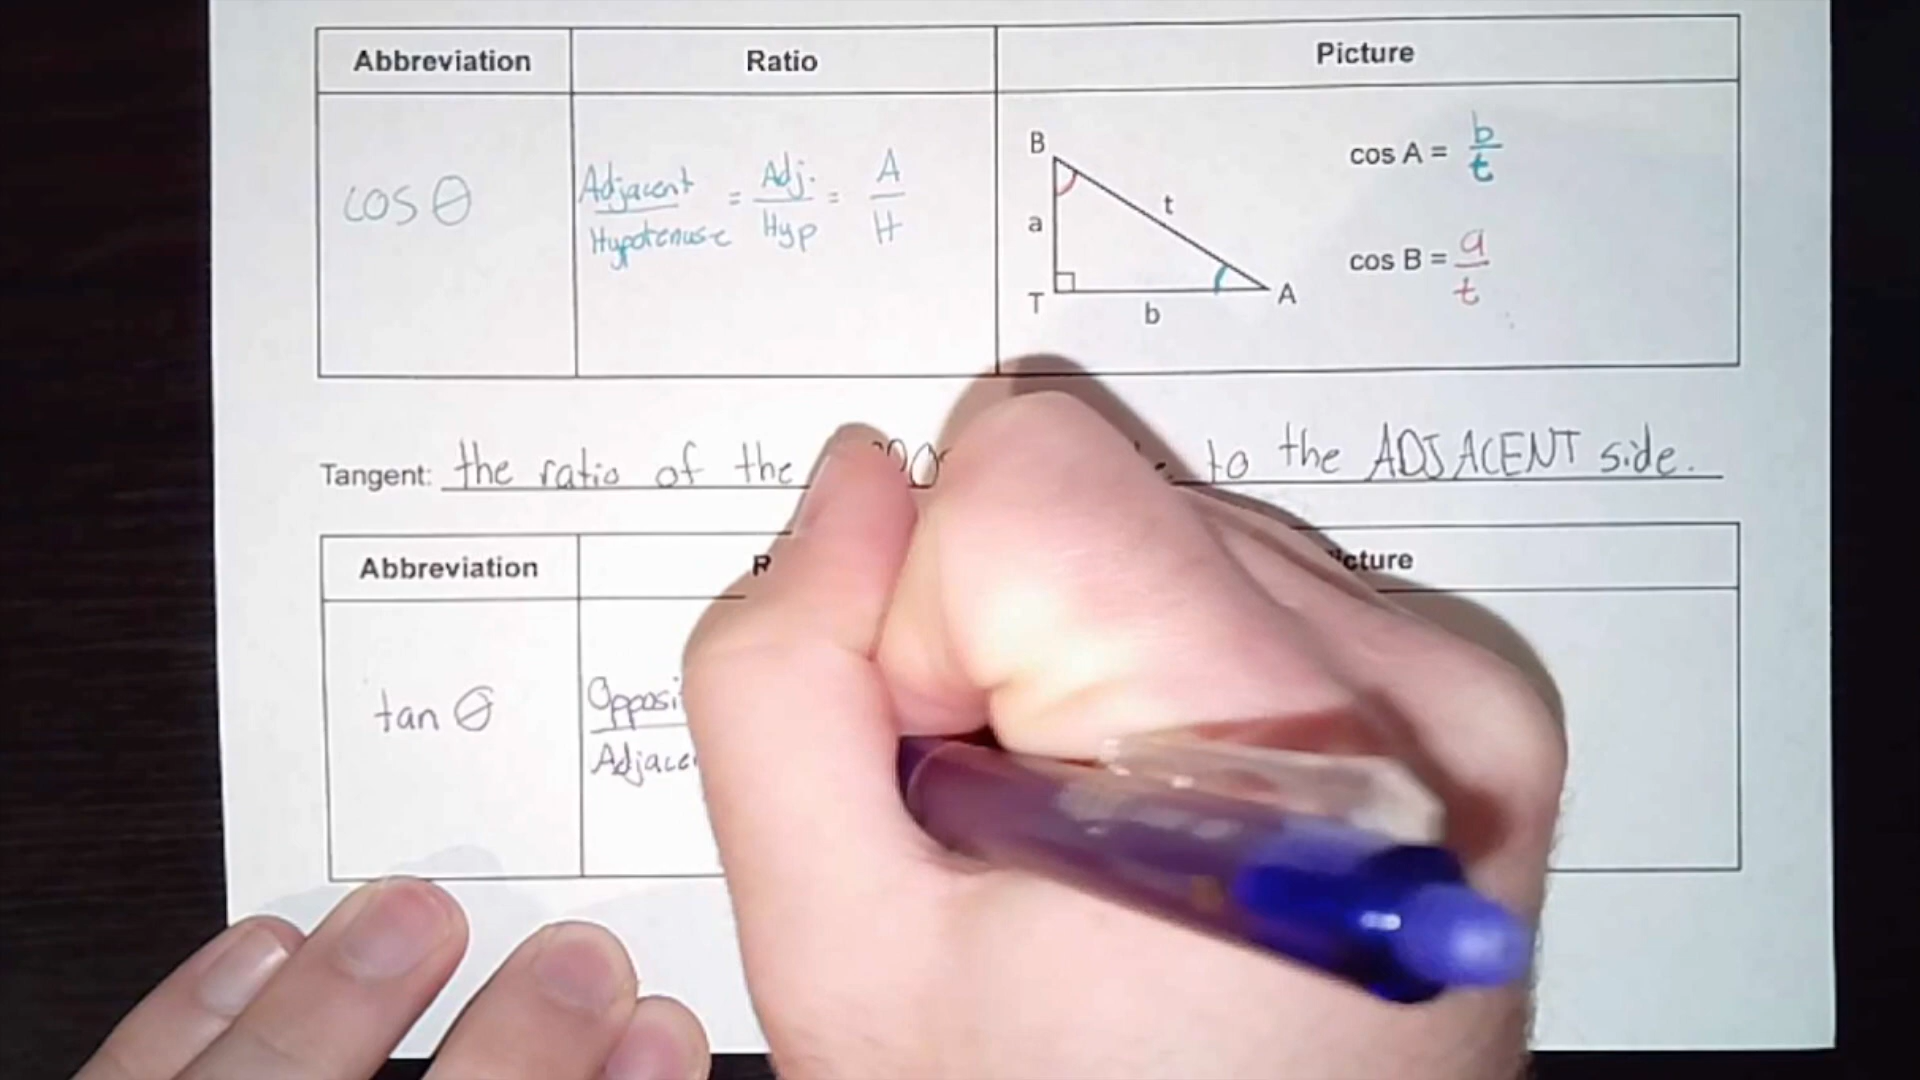 Abbreviation Ratio Picture
cos θ
Adjacent = Adj. = A
Hypotenuse Hyp H
B
a
t
T
b
A
cos A = b
t
cos B = a
t
Tangent: the ratio of the to the ADJACENT side.
Abbreviation
tan θ